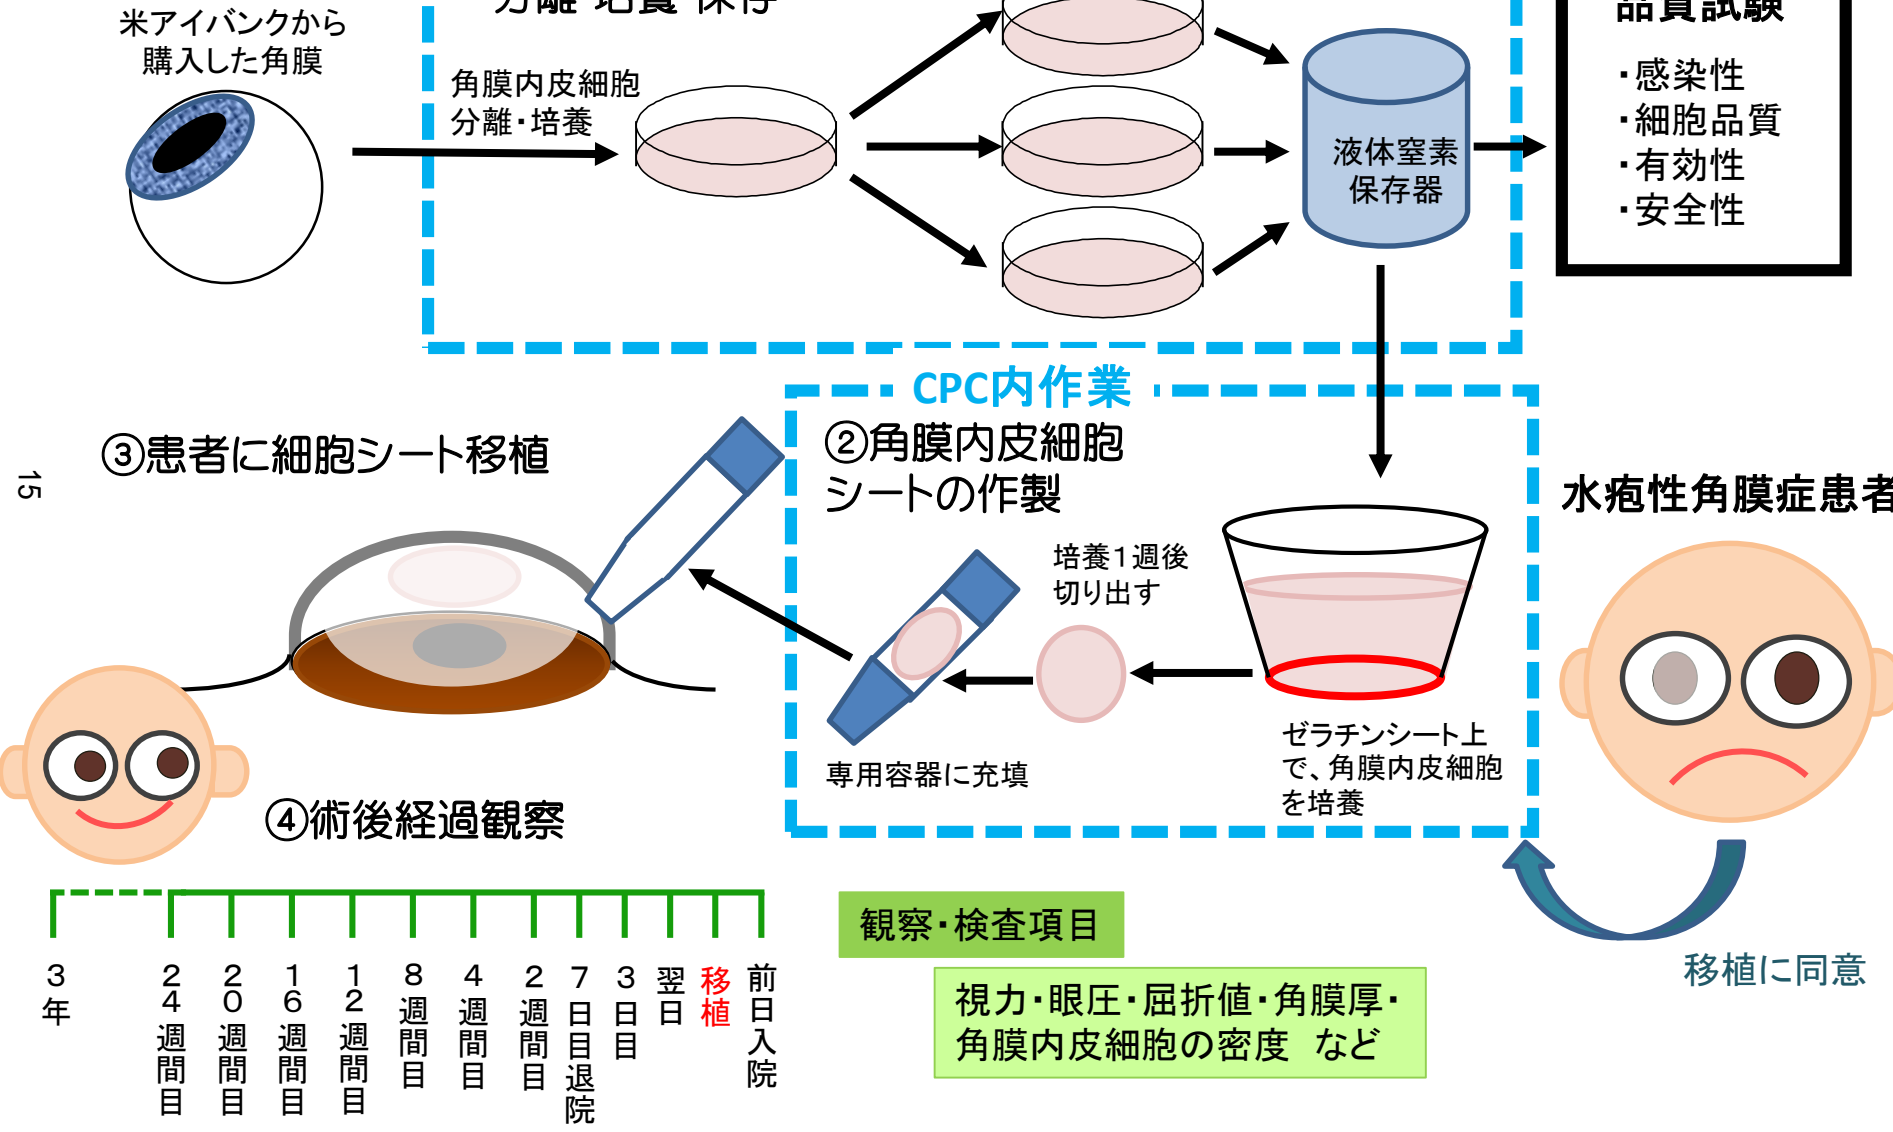 分離・培養・保存
品質試験
米アイバンクから
購入した角膜
角膜内皮細胞
分離・培養
液体窒素
保存器
・感染性
・細胞品質
・有効性
・安全性
CPC内作業
②角膜内皮細胞
シートの作製
③患者に細胞シート移植
15
水疱性角膜症患者
培養1週後
切り出す
専用容器に充填
ゼラチンシート上
で、角膜内皮細胞
を培養
④術後経過観察
移植に同意
観察・検査項目
視力・眼圧・屈折値・角膜厚・
角膜内皮細胞の密度 など
3年
24週間目
20週間目
16週間目
12週間目
8週間目
4週間目
2週間目
7日目退院
3日目
翌日
移植
前日入院